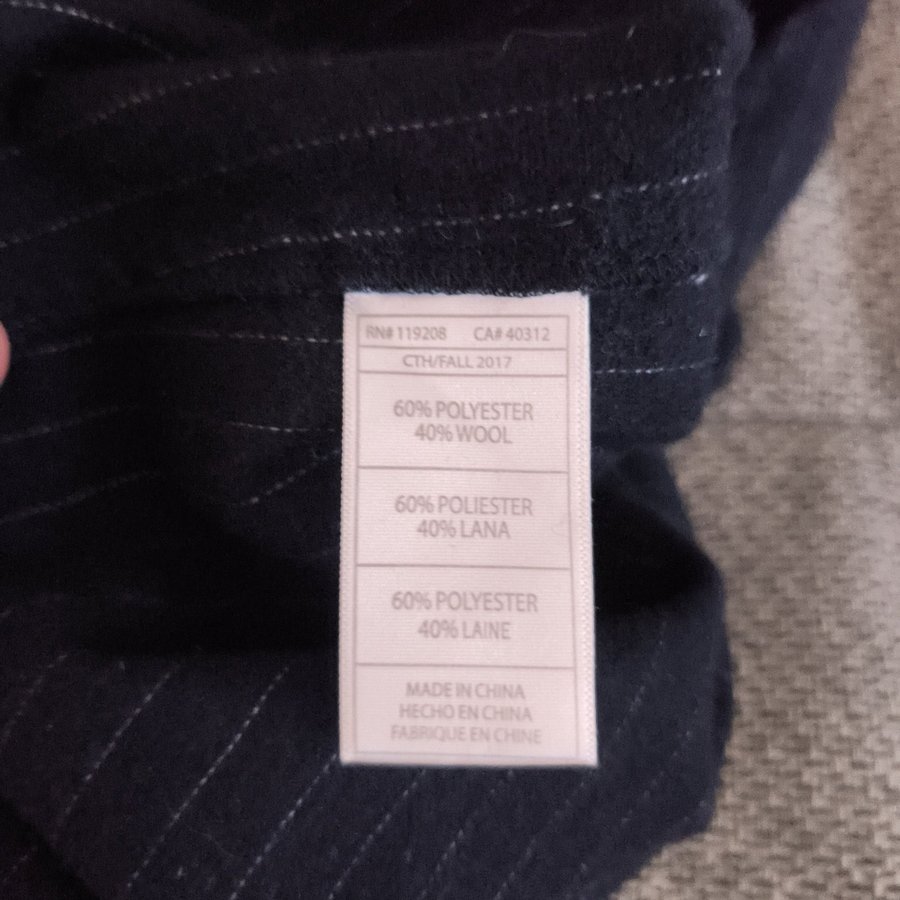 RN# 119208 CA# 40312
CTH/FALL 2017
60% POLYESTER
40% WOOL
60% POLIESTER
40% LANA
60% POLYESTER
40% LAINE
MADE IN CHINA
HECHO EN CHINA
FABRIQUE EN CHINE